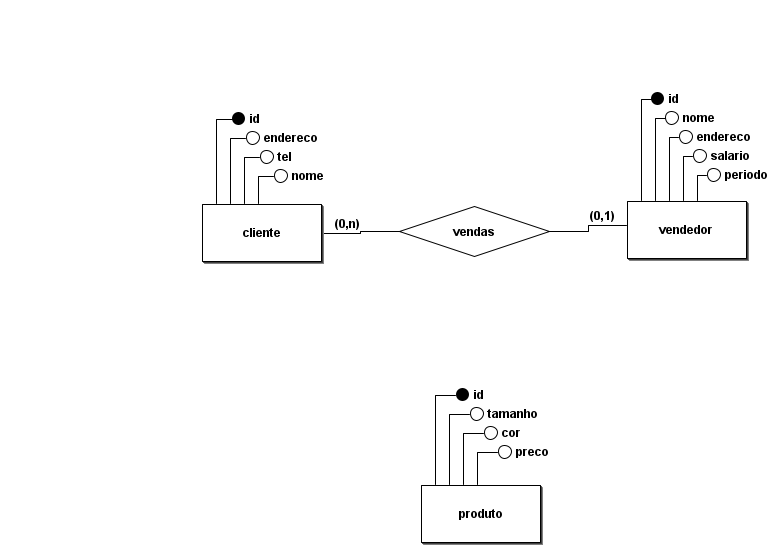 id
endereco
tel
nome
cliente
(0,n)
vendas
(0,1)
id
nome
endereco
salario
periodo
vendedor
id
tamanho
cor
preco
produto